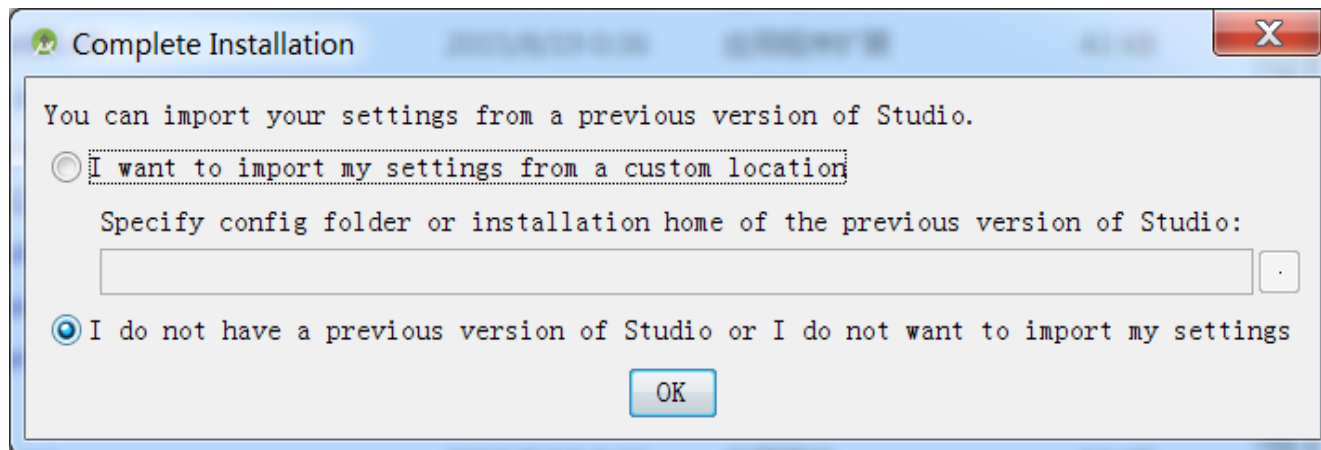 Complete Installation
You can import your settings from a previous version of Studio.
I want to import my settings from a custom location
Specify config folder or installation home of the previous version of Studio:
I do not have a previous version of Studio or I do not want to import my settings
OK